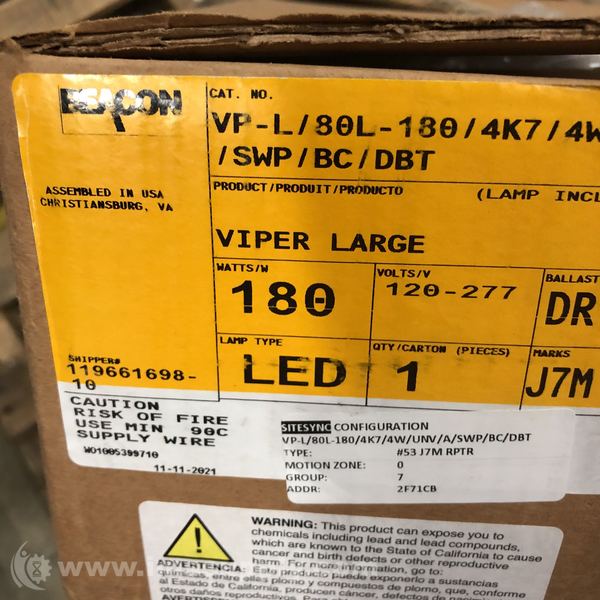 BEACON
ASSEMBLED IN USA
CHRISTIANSBURG, VA
CAT. NO.
VP-L/80L-180/4K7/4W
/SWP/BC/DBT
PRODUCT/PRODUIT/PRODUCTO (LAMP INCL
VIPER LARGE
WATTS/W
180
VOLTS/V
120-277
BALLAST
DR
LAMP TYPE
LED
QTY/CARTON (PIECES)
1
MARKS
J7M
SHIPPER#
119661698-
10
CAUTION
RISK OF FIRE
USE MIN 90C
SUPPLY WIRE
WO1005399710
11-11-2021
SITESYNC CONFIGURATION
VP-L/80L-180/4K7/4W/UNV/A/SWP/BC/DBT
TYPE: #53 J7M RPTR
MOTION ZONE: 0
GROUP: 7
ADDR: 2F71CB
WARNING: This product can expose you to
chemicals including lead and lead compounds,
which are known to the State of California to cause
cancer and birth defects or other reproductive
harm. For more information, go to:
ADVERTENCIA: Este producto puede exponerlo a sustancias
químicas, entre ellas plomo y compuestos de plomo, que
al Estado de California, producen cáncer, defectos
www.